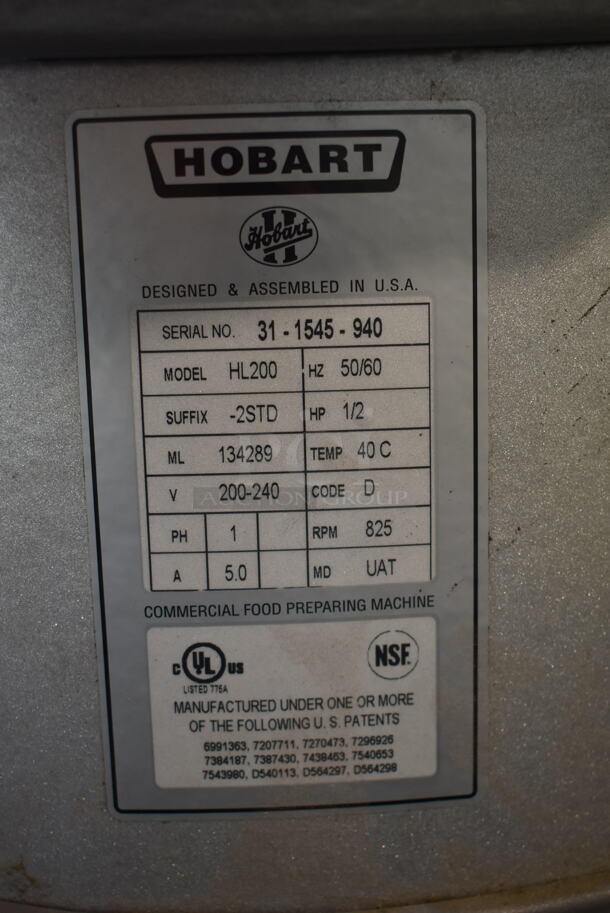 HOBART
Hobart
DESIGNED & ASSEMBLED IN U.S.A.
SERIAL NO. 31 - 1545 - 940
MODEL HL200 HZ 50/60
SUFFIX -2STD HP 1/2
ML 134289 TEMP 40 C
V 200-240 CODE D
AUCTION GROUP
PH 1 RPM 825
A 5.0 MD UAT
COMMERCIAL FOOD PREPARING MACHINE
C UL US NSF.
LISTED 776A
MANUFACTURED UNDER ONE OR MORE
OF THE FOLLOWING U. S. PATENTS
6991363, 7207711, 7270473, 7296926
7384187, 7387430, 7438463, 7540653
7543980, D540113, D564297, D564298